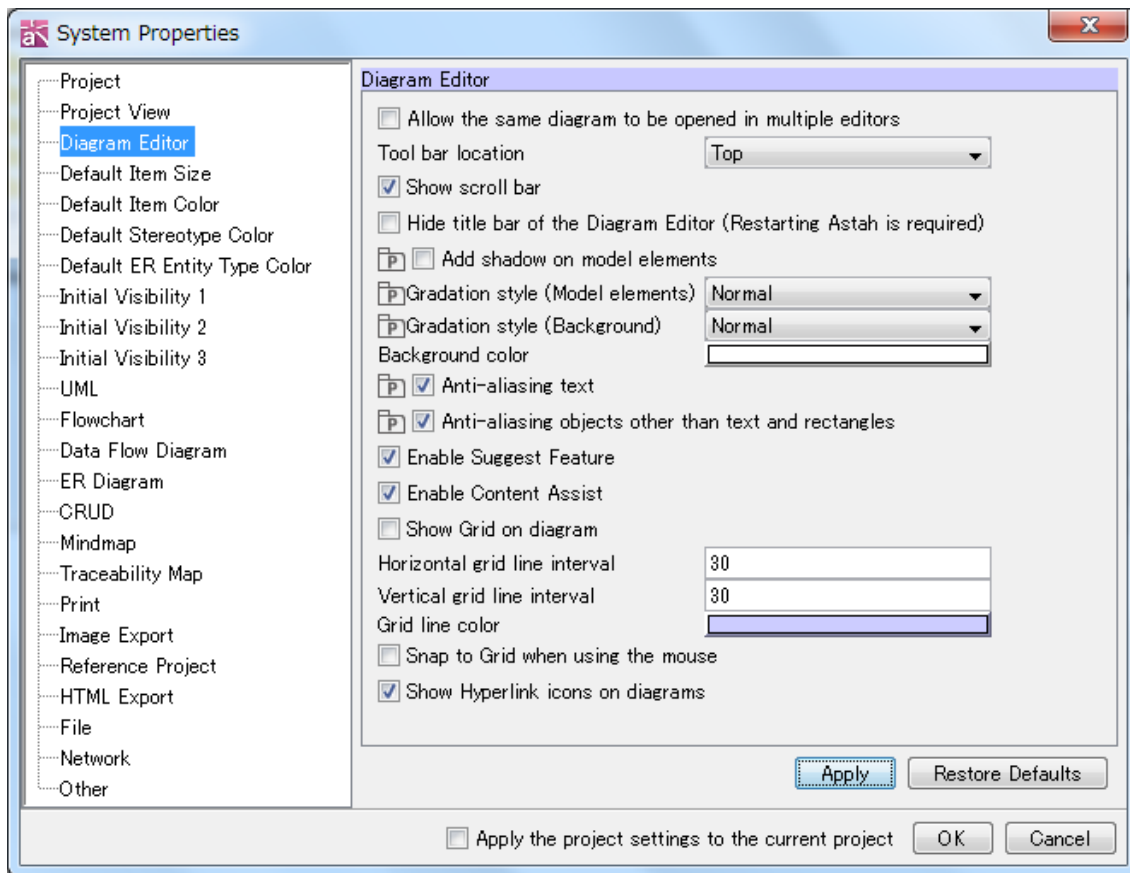 System Properties
Project
Project View
Diagram Editor
Default Item Size
Default Item Color
Default Stereotype Color
Default ER Entity Type Color
Initial Visibility 1
Initial Visibility 2
Initial Visibility 3
UML
Flowchart
Data Flow Diagram
ER Diagram
CRUD
Mindmap
Traceability Map
Print
Image Export
Reference Project
HTML Export
File
Network
Other
Diagram Editor
Allow the same diagram to be opened in multiple editors
Tool bar location Top
Show scroll bar
Hide title bar of the Diagram Editor (Restarting Astah is required)
P Add shadow on model elements
P Gradation style (Model elements) Normal
P Gradation style (Background) Normal
Background color
P Anti-aliasing text
P Anti-aliasing objects other than text and rectangles
Enable Suggest Feature
Enable Content Assist
Show Grid on diagram
Horizontal grid line interval 30
Vertical grid line interval 30
Grid line color
Snap to Grid when using the mouse
Show Hyperlink icons on diagrams
Apply Restore Defaults
Apply the project settings to the current project OK Cancel